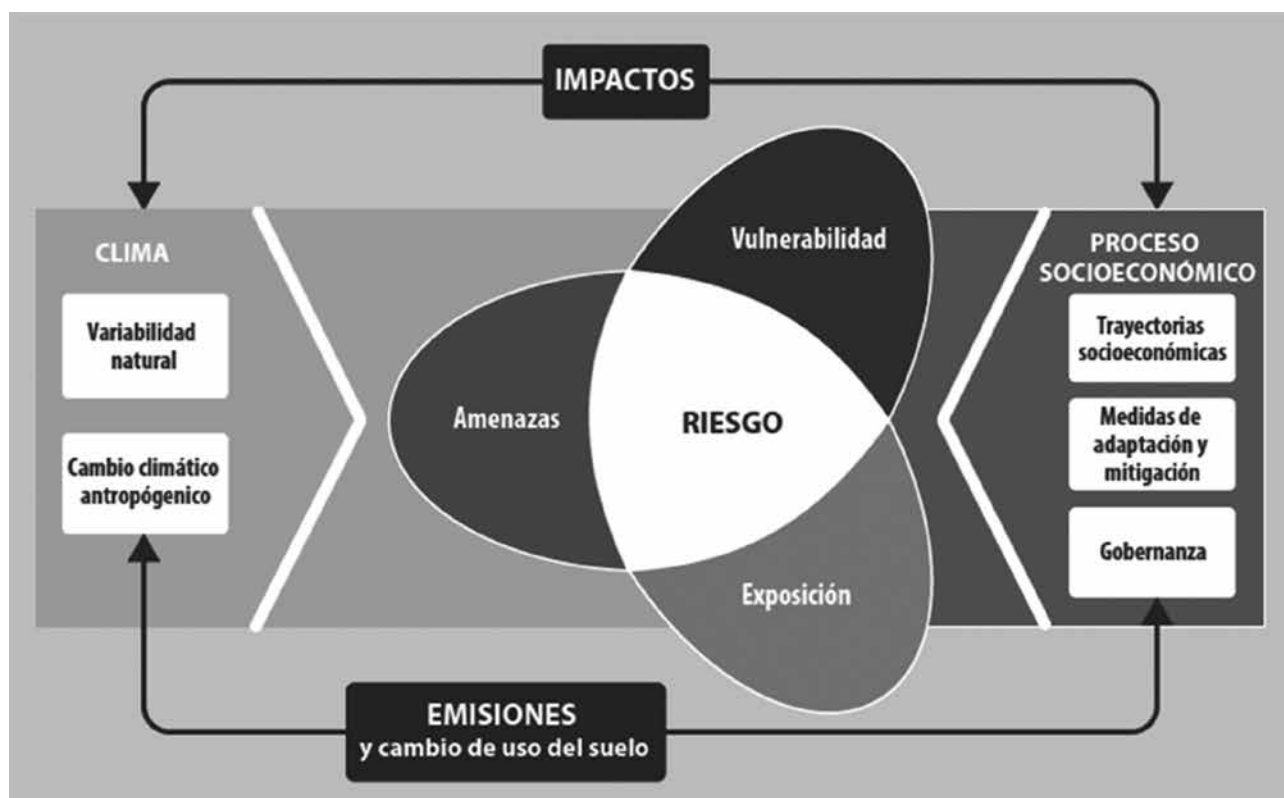 IMPACTOS
CLIMA
Variabilidad
natural
Cambio climático
antropógenico
Amenazas
RIESGO
Vulnerabilidad
Exposición
PROCESO
SOCIOECONÓMICO
Trayectorias
socioeconómicas
Medidas de
adaptación y
mitigación
Gobernanza
EMISIONES
y cambio de uso del suelo